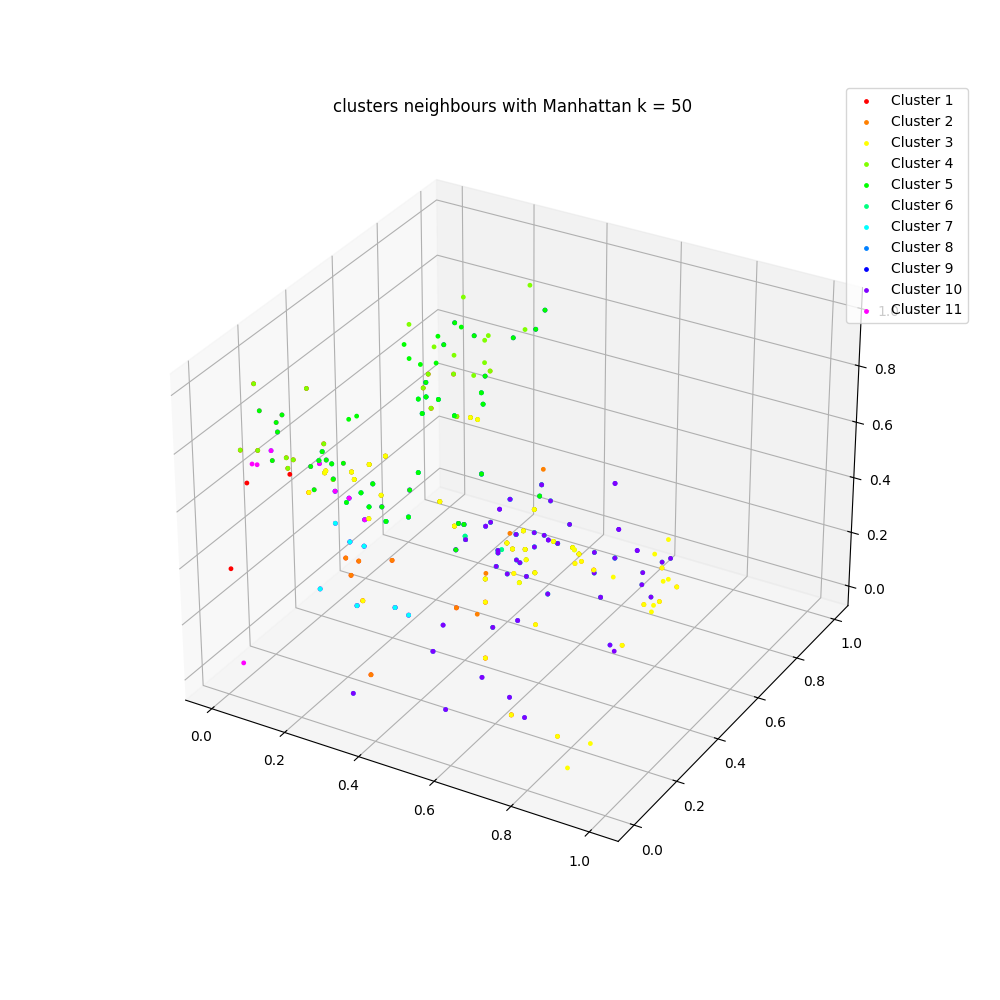 clusters neighbours with Manhattan k = 50
Cluster 1
Cluster 2
Cluster 3
Cluster 4
Cluster 5
Cluster 6
Cluster 7
Cluster 8
Cluster 9
Cluster 10
Cluster 11
0.8
0.6
0.4
0.2
0.0
0.0
0.2
0.4
0.6
0.8
1.0
0.0
0.2
0.4
0.6
0.8
1.0